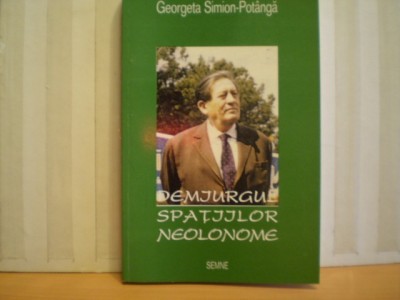 Georgeta Simion-Potângă
DEMIURGUL
SPAȚIILOR
NEOLONOME
SEMNE